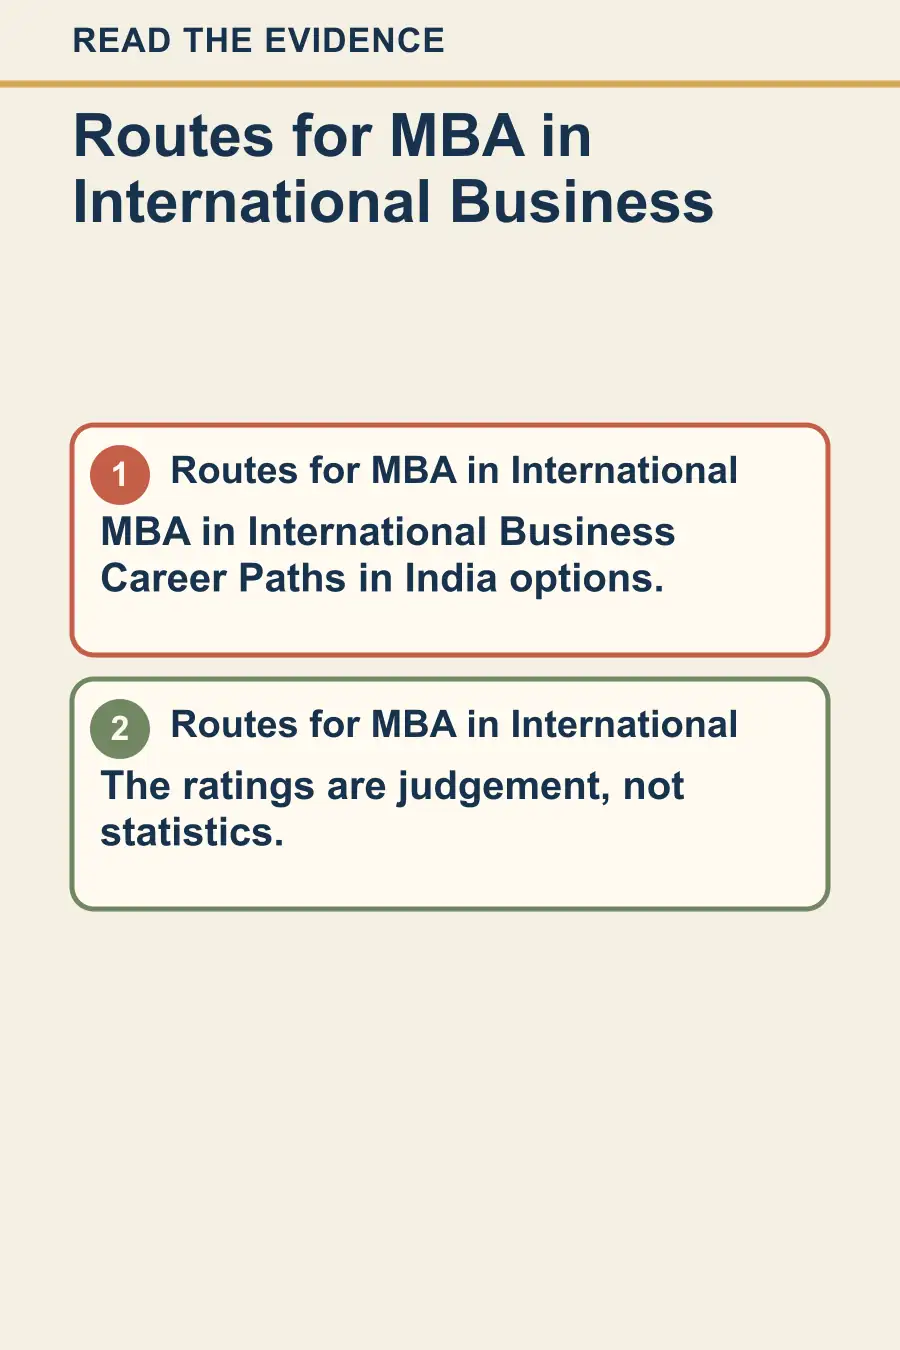 READ THE EVIDENCE
Routes for MBA in
International Business
1 Routes for MBA in International
MBA in International Business
Career Paths in India options.
2 Routes for MBA in International
The ratings are judgement, not
statistics.